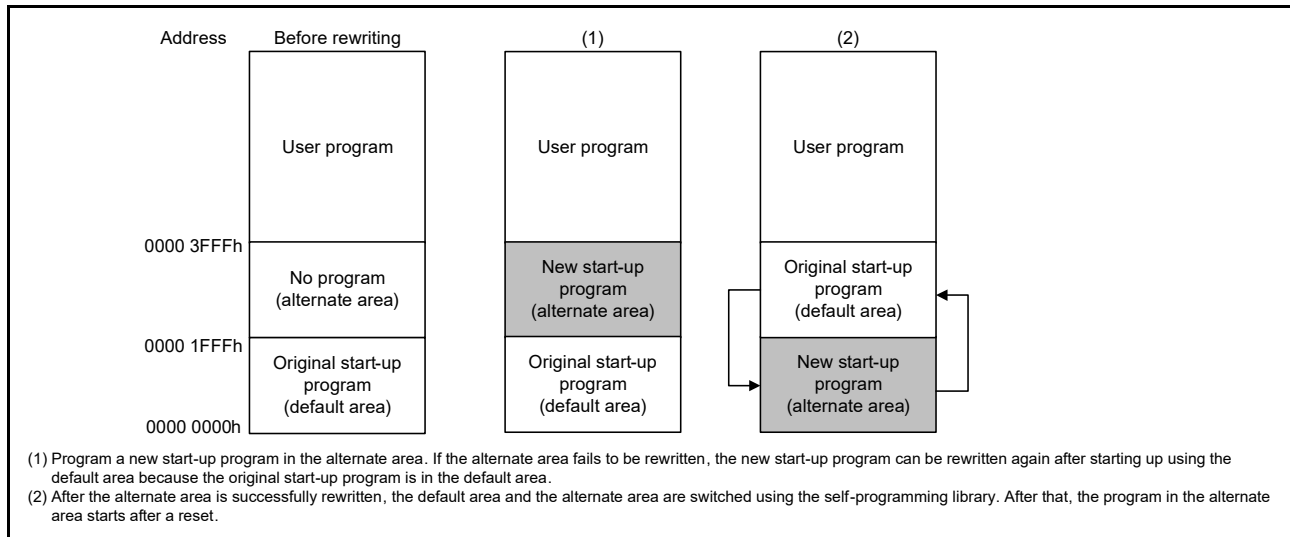 Address Before rewriting (1) (2)
User program User program User program
0000 3FFFh
No program
(alternate area)
New start-up
program
(alternate area)
Original start-up
program
(default area)
0000 1FFFh
Original start-up
program
(default area)
Original start-up
program
(default area)
New start-up
program
(alternate area)
0000 0000h
(1) Program a new start-up program in the alternate area. If the alternate area fails to be rewritten, the new start-up program can be rewritten again after starting up using the
default area because the original start-up program is in the default area.
(2) After the alternate area is successfully rewritten, the default area and the alternate area are switched using the self-programming library. After that, the program in the alternate
area starts after a reset.